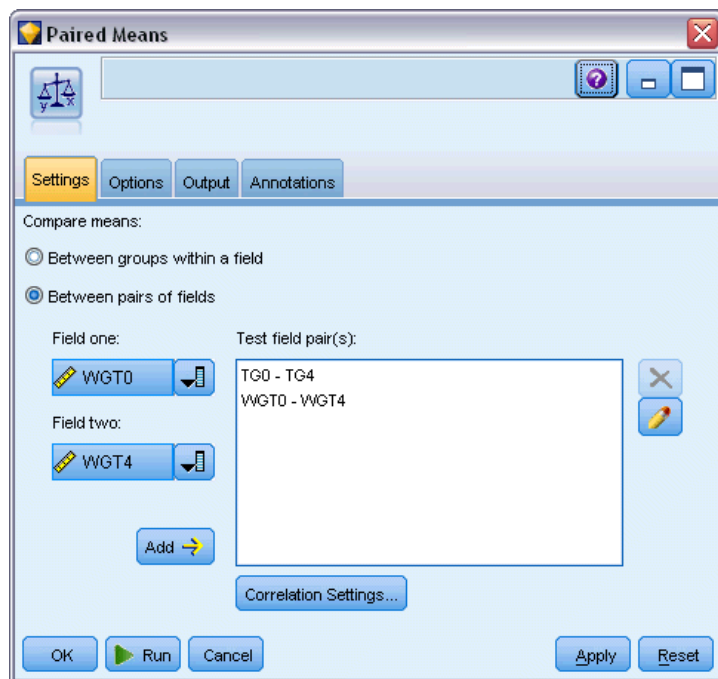 Paired Means
y x
?
Settings Options Output Annotations
Compare means:
Between groups within a field
Between pairs of fields
Field one:
Test field pair(s):
WGT0
TG0 - TG4
WGT0 - WGT4
Field two:
WGT4
Add
Correlation Settings...
OK Run Cancel Apply Reset